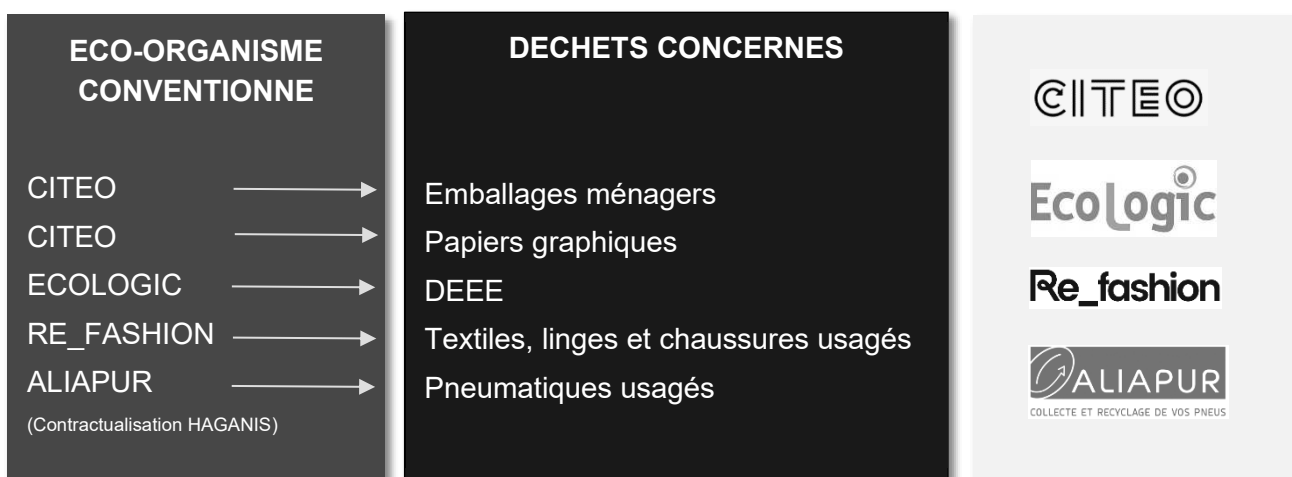 ECO-ORGANISME
CONVENTIONNE
CITEO
CITEO
ECOLOGIC
RE_FASHION
ALIAPUR
(Contractualisation HAGANIS)
DECHETS CONCERNES
Emballages ménagers
Papiers graphiques
DEEE
Textiles, linges et chaussures usagés
Pneumatiques usagés
CITEO
Ecologic
Re_fashion
ALIAPUR
COLLECTE ET RECYCLAGE DE VOS PNEUS